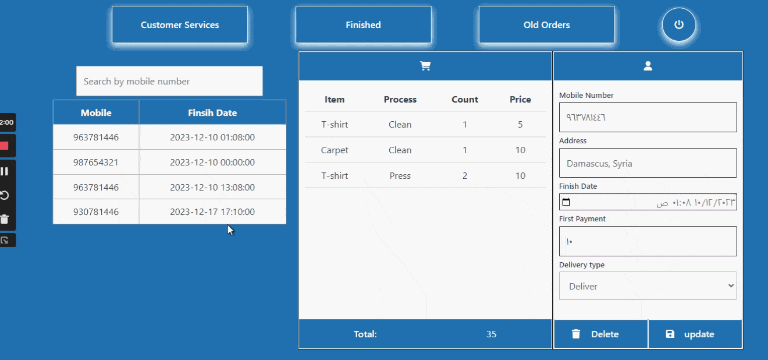 Customer Services Finished Old Orders
Search by mobile number
Mobile Finsih Date
963781446 2023-12-10 01:08:00
987654321 2023-12-10 00:00:00
963781446 2023-12-10 13:08:00
930781446 2023-12-17 17:10:00
Item Process Count Price
T-shirt Clean 1 5
Carpet Clean 1 10
T-shirt Press 2 10
Total: 35
Mobile Number
٩٦٣٧٨١٤٤٦
Address
Damascus, Syria
Finish Date
١٠/١٢/٢٠٢٣ ٠١:٠٨ ص
First Payment
١٠
Delivery type
Deliver
Delete update
2:00